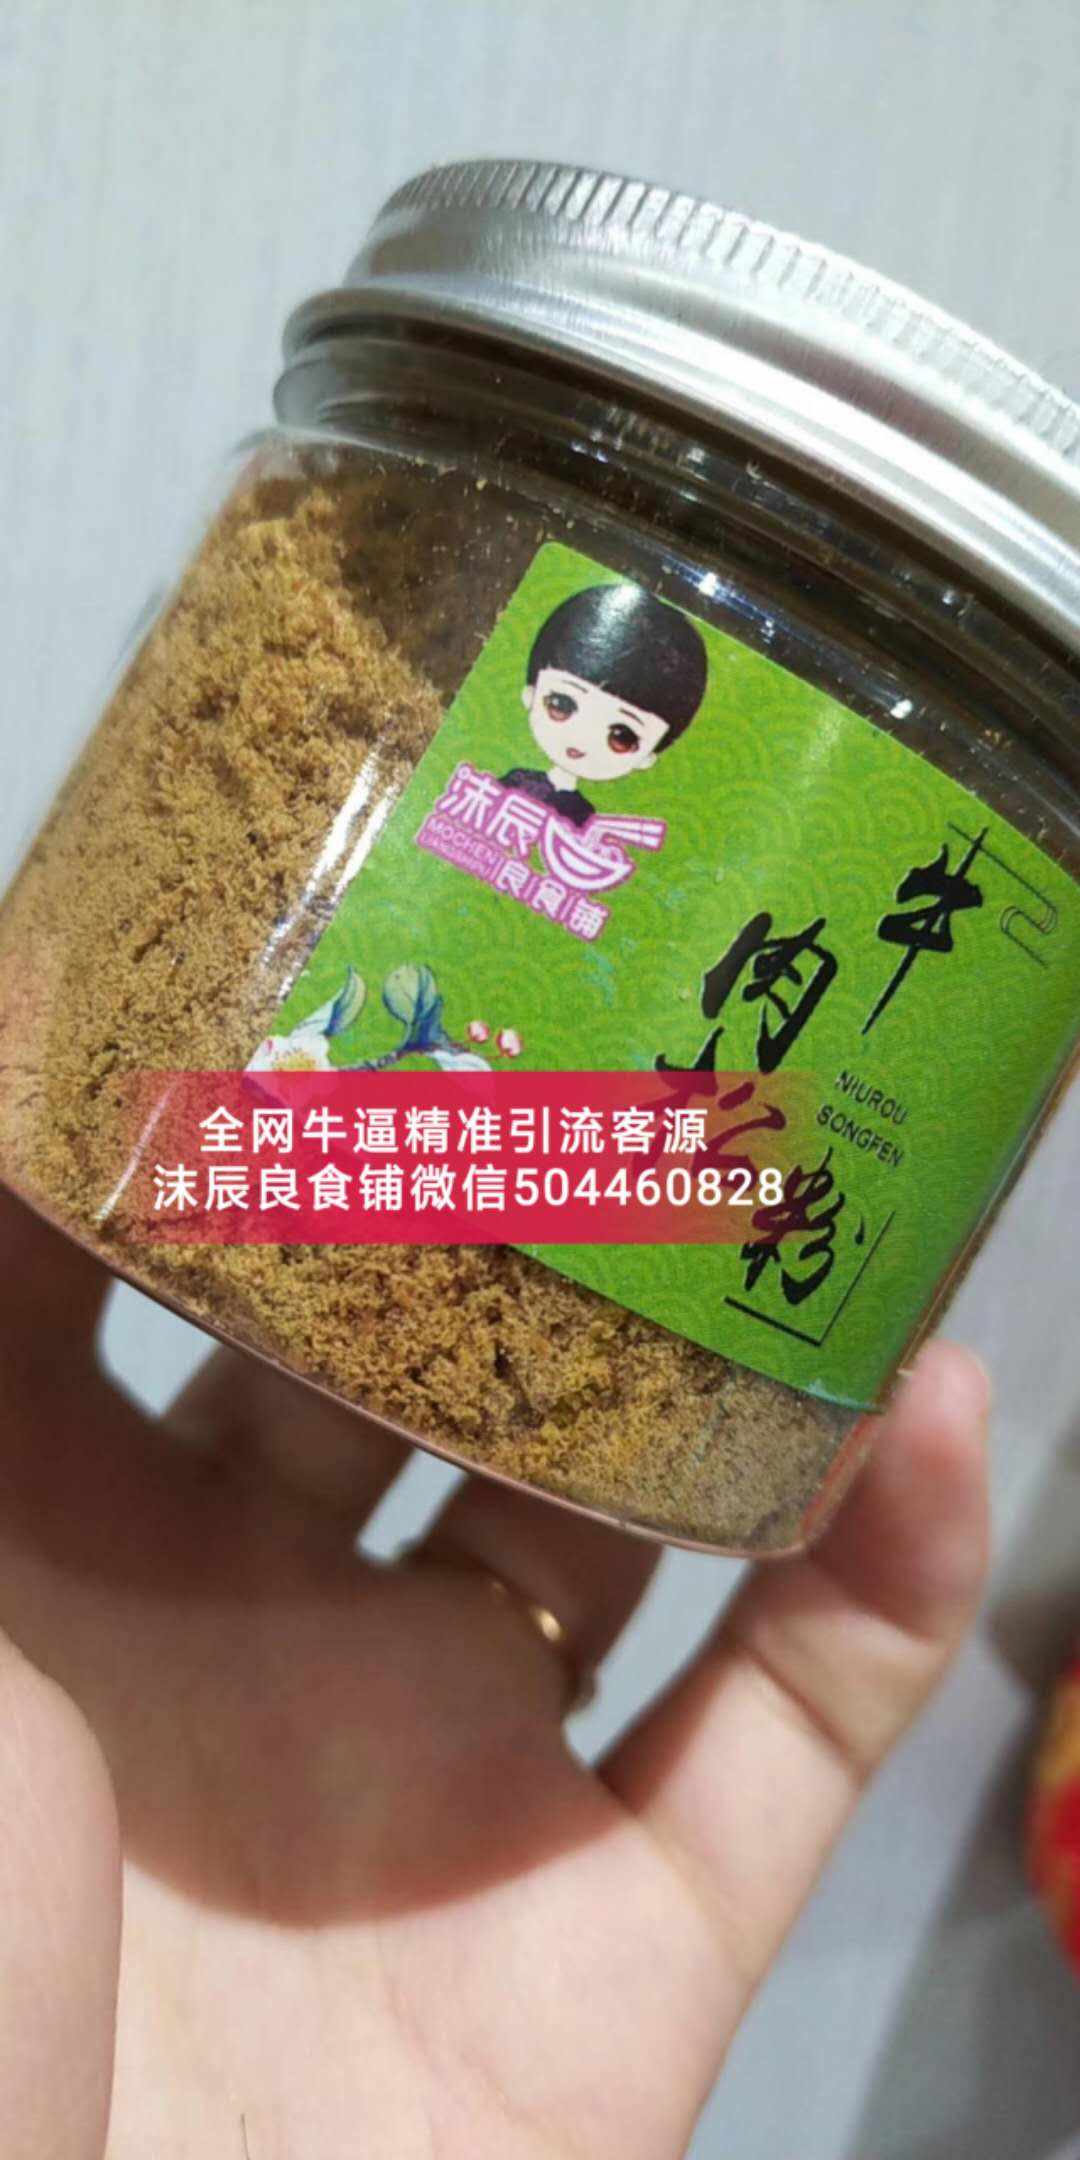 沫辰
MOCHEN
良食铺
牛肉松粉
NIUROU
SONGFEN
全网牛逼精准引流客源
沫辰良食铺微信504460828